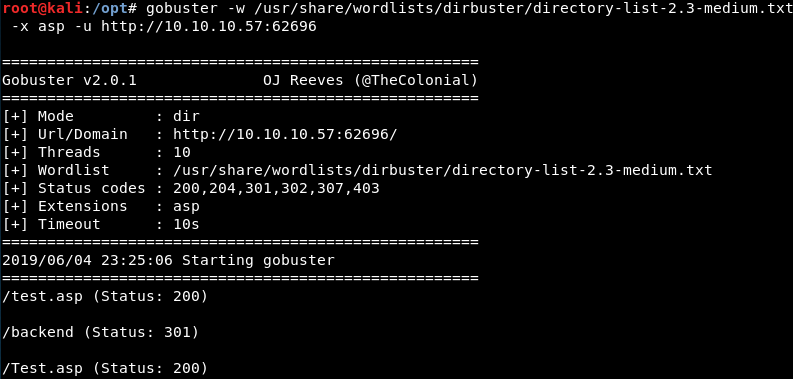 root@kali:/opt# gobuster -w /usr/share/wordlists/dirbuster/directory-list-2.3-medium.txt
 -x asp -u http://10.10.10.57:62696
=====================================================
Gobuster v2.0.1              OJ Reeves (@TheColonial)
=====================================================
[+] Mode         : dir
[+] Url/Domain   : http://10.10.10.57:62696/
[+] Threads      : 10
[+] Wordlist     : /usr/share/wordlists/dirbuster/directory-list-2.3-medium.txt
[+] Status codes : 200,204,301,302,307,403
[+] Extensions   : asp
[+] Timeout      : 10s
=====================================================
2019/06/04 23:25:06 Starting gobuster
=====================================================
/test.asp (Status: 200)
/backend (Status: 301)
/Test.asp (Status: 200)